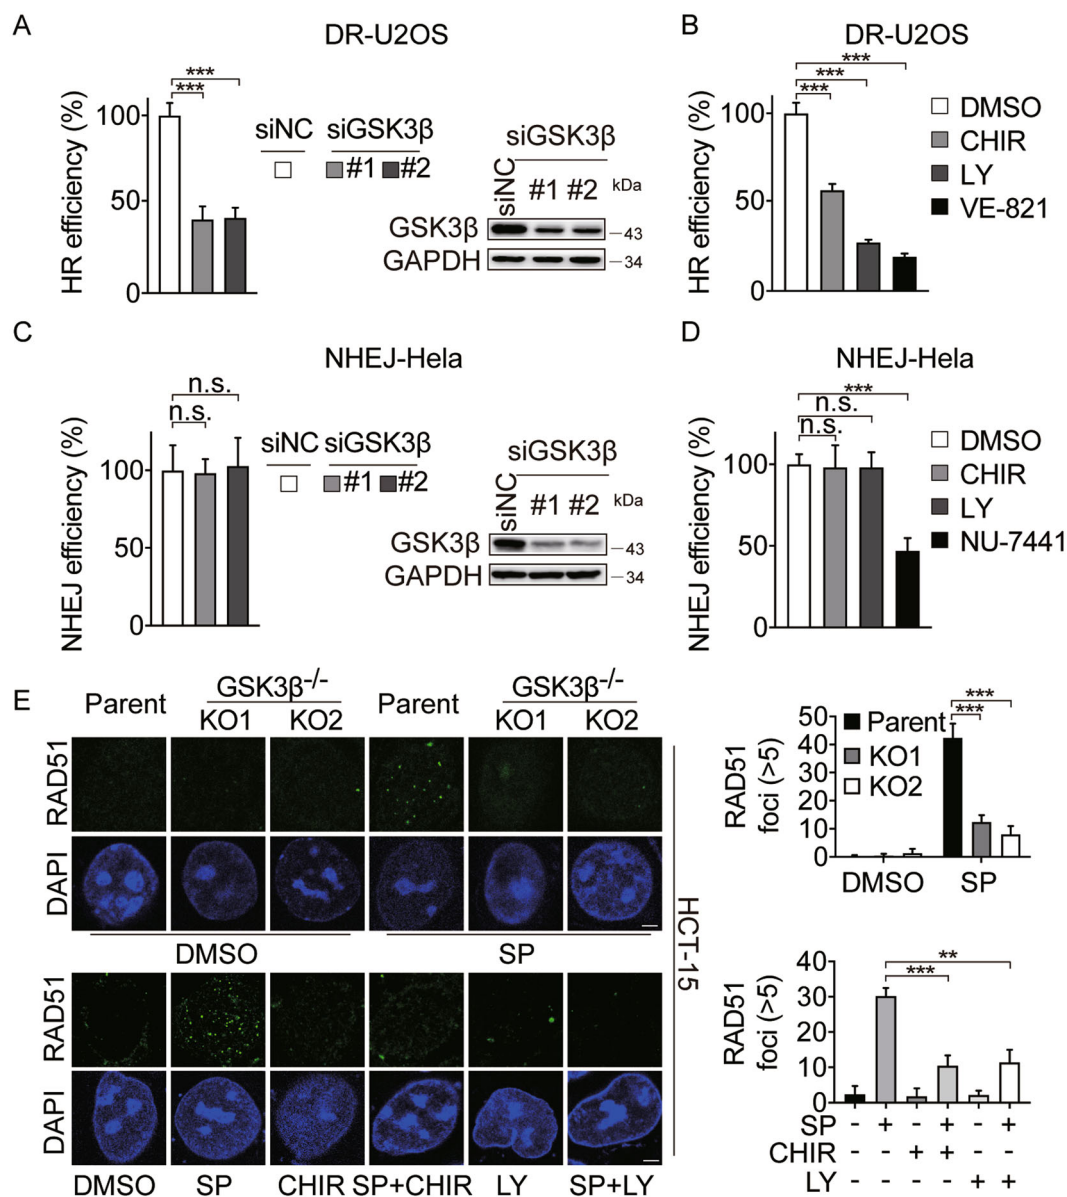 A
DR-U2OS
HR efficiency (%)
100
50
0
***
***
siNC
siGSK3β
#1
#2
siGSK3β
siNC
#1
#2
kDa
GSK3β
43
GAPDH
34
B
DR-U2OS
HR efficiency (%)
100
50
0
***
***
***
DMSO
CHIR
LY
VE-821
C
NHEJ-Hela
NHEJ efficiency (%)
100
50
0
n.s.
n.s.
siNC
siGSK3β
#1
#2
siGSK3β
siNC
#1
#2
kDa
GSK3β
43
GAPDH
34
D
NHEJ-Hela
NHEJ efficiency (%)
100
50
0
***
n.s.
n.s.
DMSO
CHIR
LY
NU-7441
E
Parent
GSK3β-/-
KO1
KO2
Parent
GSK3β-/-
KO1
KO2
RAD51
DAPI
DMSO
SP
RAD51
DAPI
DMSO
SP
CHIR
SP+CHIR
LY
SP+LY
HCT-15
RAD51
foci (>5)
50
40
30
20
10
0
***
***
Parent
KO1
KO2
DMSO
SP
RAD51
foci (>5)
40
30
20
10
0
**
***
SP - + - + - +
CHIR + +
LY + +